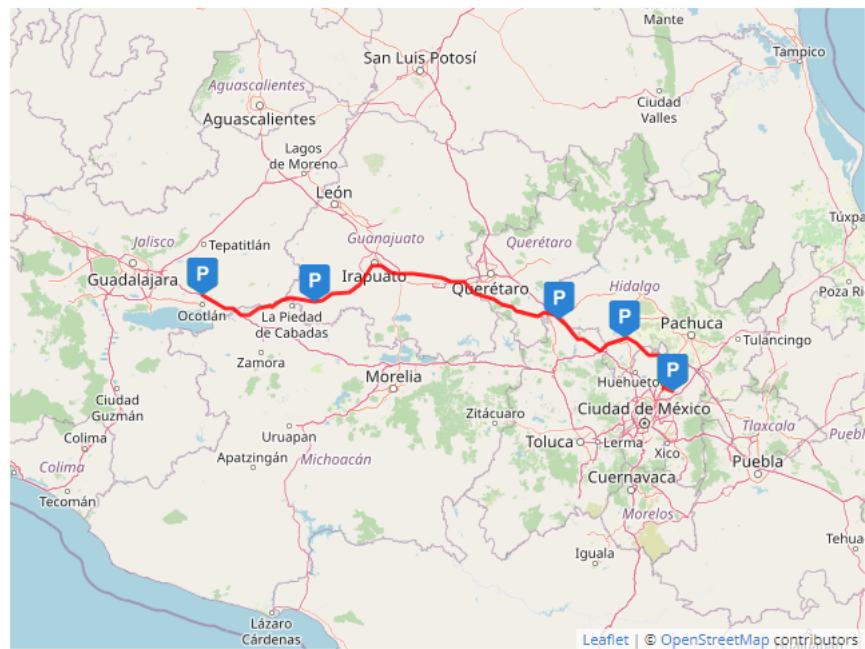 Mante
Tampico
San Luis Potosí
Aguascalientes
Aguascalientes
Ciudad
Valles
Lagos
de Moreno
León
Túxpa
Jalisco
Tepatitlán
Guanajuato
Querétaro
P
Guadalajara
P
Irapuato
Querétaro
Ocotlán
La Piedad
de Cabadas
P
Hidalgo
Poza Ri
P
Pachuca
Tulancingo
Zamora
Morelia
Huehueto
P
Ciudad
Guzmán
Zitácuaro
Ciudad de México
Colima
Uruapan
Toluca
Lerma
Xico
Tlaxcala
Puebl
Apatzingán
Michoacán
Colima
Cuernavaca
Puebla
Tecomán
Morelos
Tehua
Iguala
Lázaro
Cárdenas
Leaflet | © OpenStreetMap contributors